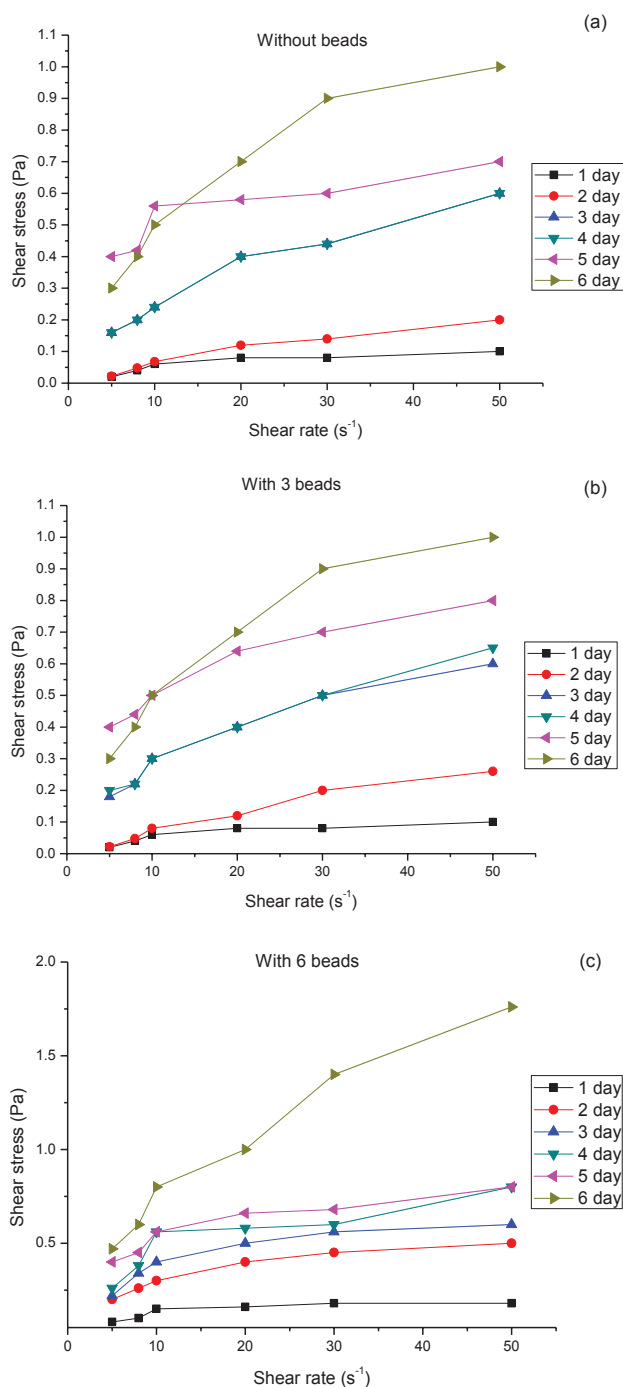 (a)
Without beads
1.1
1.0
0.9
0.8
0.7
0.6
0.5
0.4
0.3
0.2
0.1
0.0
Shear stress (Pa)
0 10 20 30 40 50
Shear rate (s⁻¹)
1 day
2 day
3 day
4 day
5 day
6 day
With 3 beads
(b)
1.1
1.0
0.9
0.8
0.7
0.6
0.5
0.4
0.3
0.2
0.1
0.0
Shear stress (Pa)
0 10 20 30 40 50
Shear rate (s⁻¹)
1 day
2 day
3 day
4 day
5 day
6 day
With 6 beads
(c)
2.0
1.5
1.0
0.5
Shear stress (Pa)
0 10 20 30 40 50
Shear rate (s⁻¹)
1 day
2 day
3 day
4 day
5 day
6 day